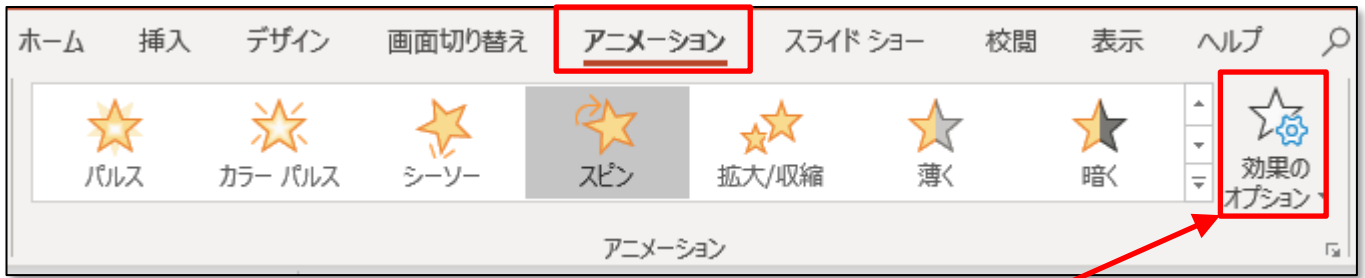 ホーム 挿入 デザイン 画面切り替え アニメーション スライド ショー 校閲 表示 ヘルプ
パルス カラー パルス シーソー スピン 拡大/収縮 薄く 暗く 効果の
オプション
アニメーション